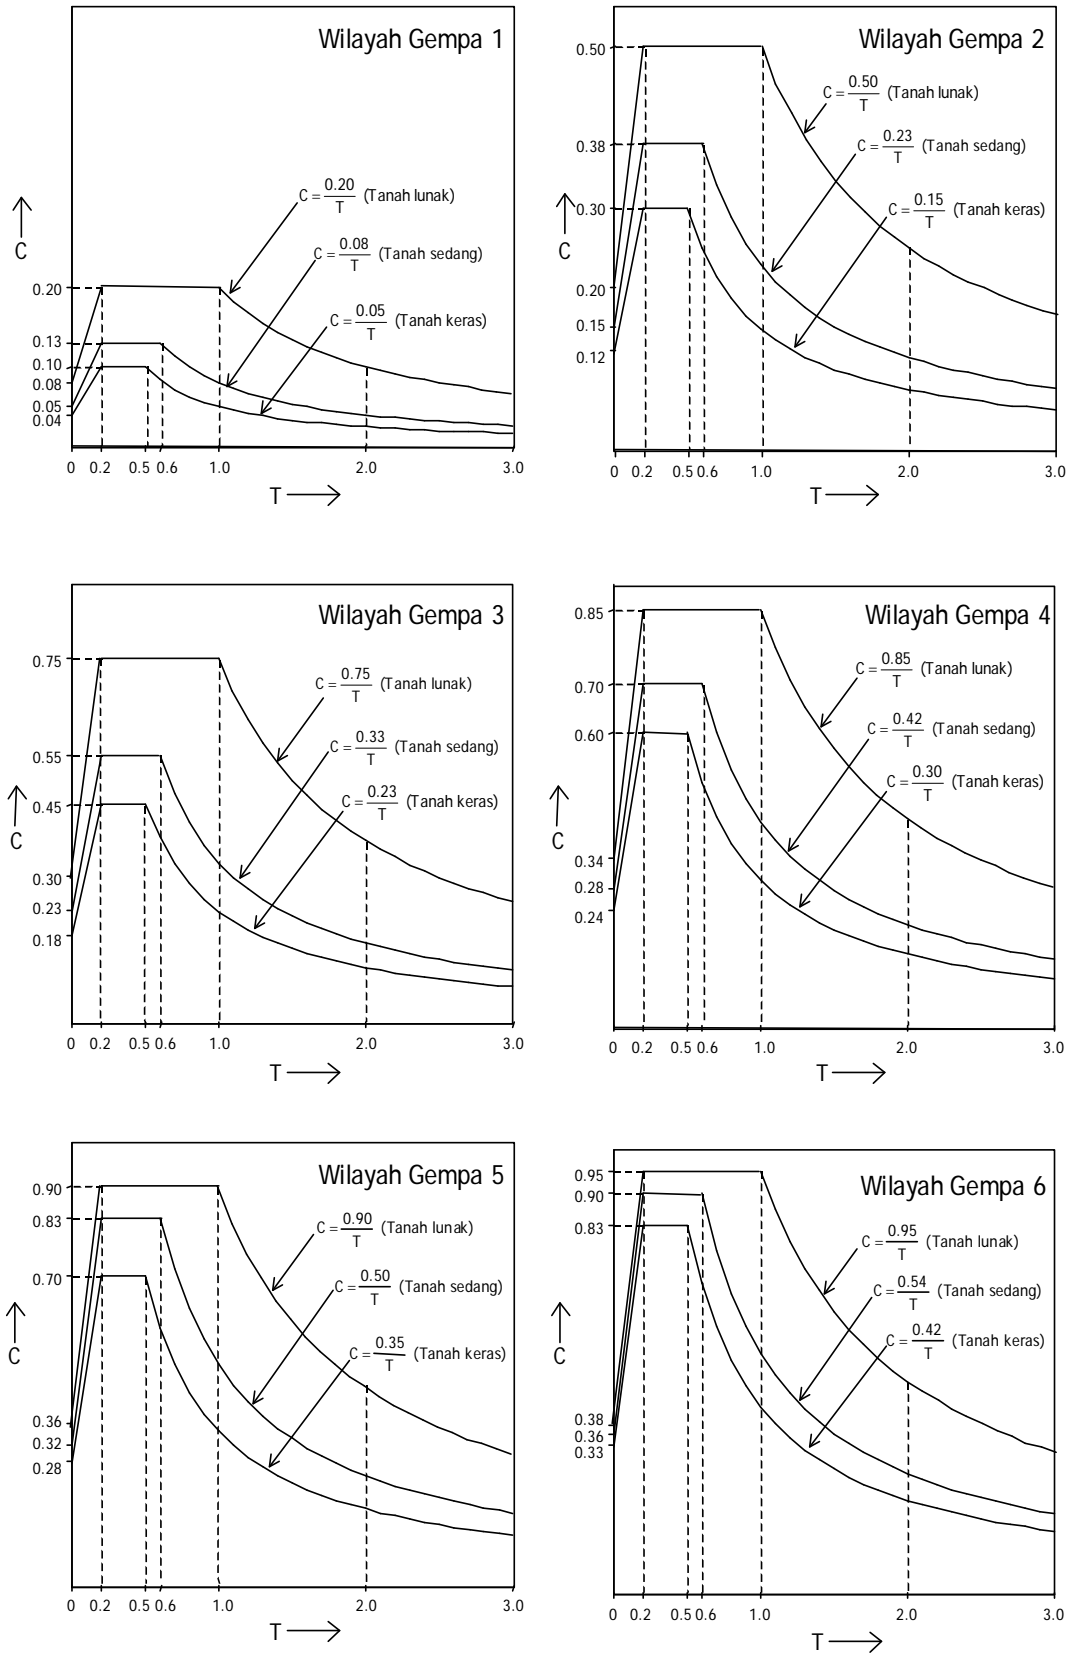 Wilayah Gempa 1
C = 0.20/T (Tanah lunak)
C = 0.08/T (Tanah sedang)
C = 0.05/T (Tanah keras)
C
0.20
0.13
0.10
0.08
0.05
0.04
0 0.2 0.5 0.6 1.0 2.0 3.0
T
Wilayah Gempa 2
C = 0.50/T (Tanah lunak)
C = 0.23/T (Tanah sedang)
C = 0.15/T (Tanah keras)
C
0.50
0.38
0.30
0.20
0.15
0.12
0 0.2 0.5 0.6 1.0 2.0 3.0
T
Wilayah Gempa 3
C = 0.75/T (Tanah lunak)
C = 0.33/T (Tanah sedang)
C = 0.23/T (Tanah keras)
C
0.75
0.55
0.45
0.30
0.23
0.18
0 0.2 0.5 0.6 1.0 2.0 3.0
T
Wilayah Gempa 4
C = 0.85/T (Tanah lunak)
C = 0.42/T (Tanah sedang)
C = 0.30/T (Tanah keras)
C
0.85
0.70
0.60
0.34
0.28
0.24
0 0.2 0.5 0.6 1.0 2.0 3.0
T
Wilayah Gempa 5
C = 0.90/T (Tanah lunak)
C = 0.50/T (Tanah sedang)
C = 0.35/T (Tanah keras)
C
0.90
0.83
0.70
0.36
0.32
0.28
0 0.2 0.5 0.6 1.0 2.0 3.0
T
Wilayah Gempa 6
C = 0.95/T (Tanah lunak)
C = 0.54/T (Tanah sedang)
C = 0.42/T (Tanah keras)
C
0.95
0.90
0.83
0.38
0.36
0.33
0 0.2 0.5 0.6 1.0 2.0 3.0
T